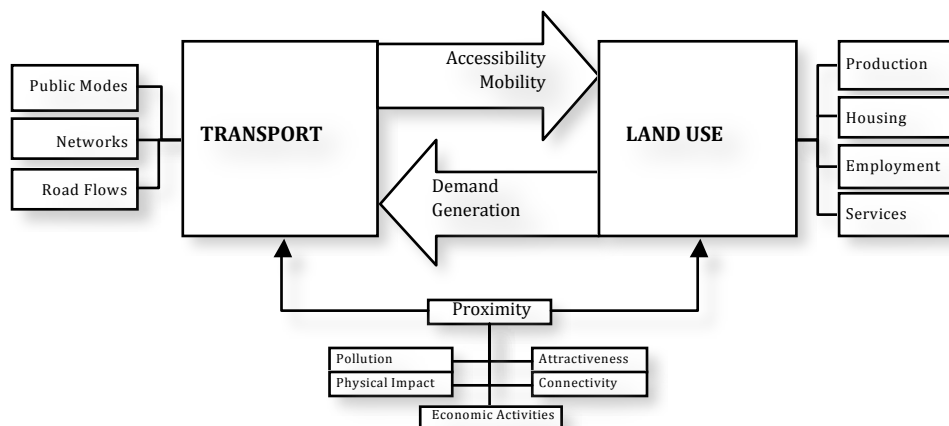 Public Modes
Networks
Road Flows
TRANSPORT
Accessibility
Mobility
Demand
Generation
LAND USE
Production
Housing
Employment
Services
Proximity
Pollution
Attractiveness
Physical Impact
Connectivity
Economic Activities